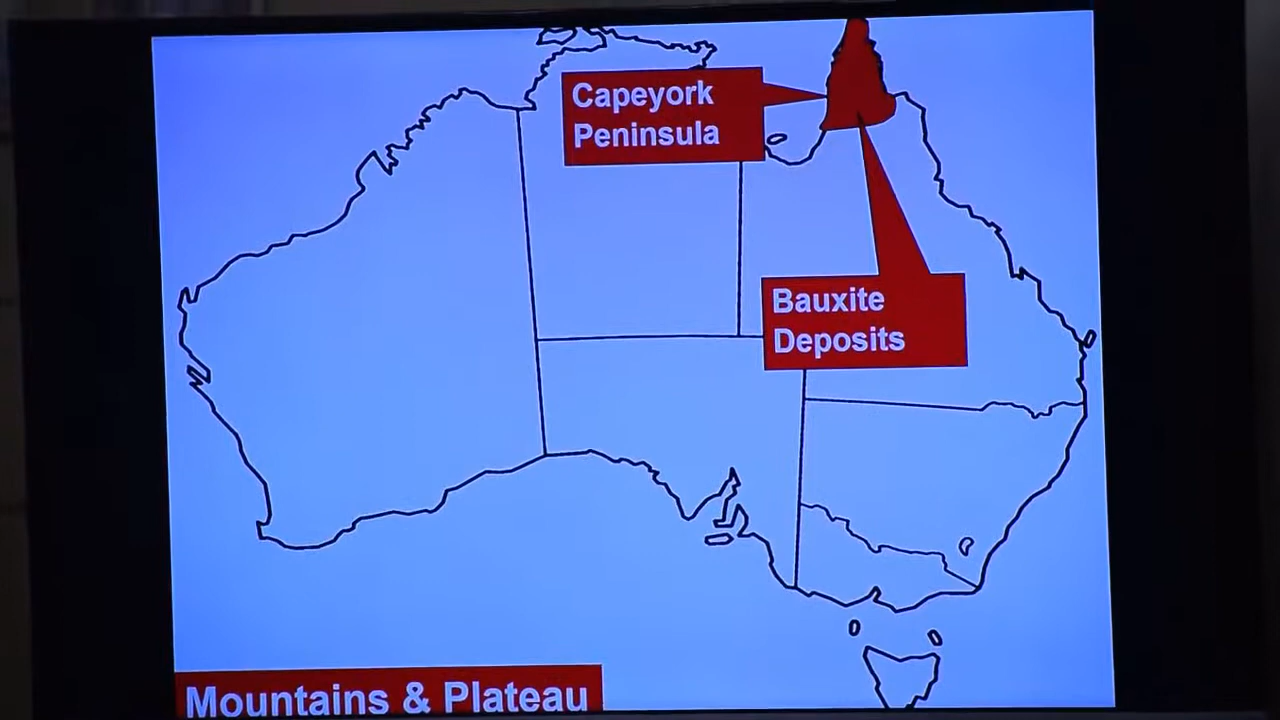 Capeyork
Peninsula
Bauxite
Deposits
Mountains & Plateau